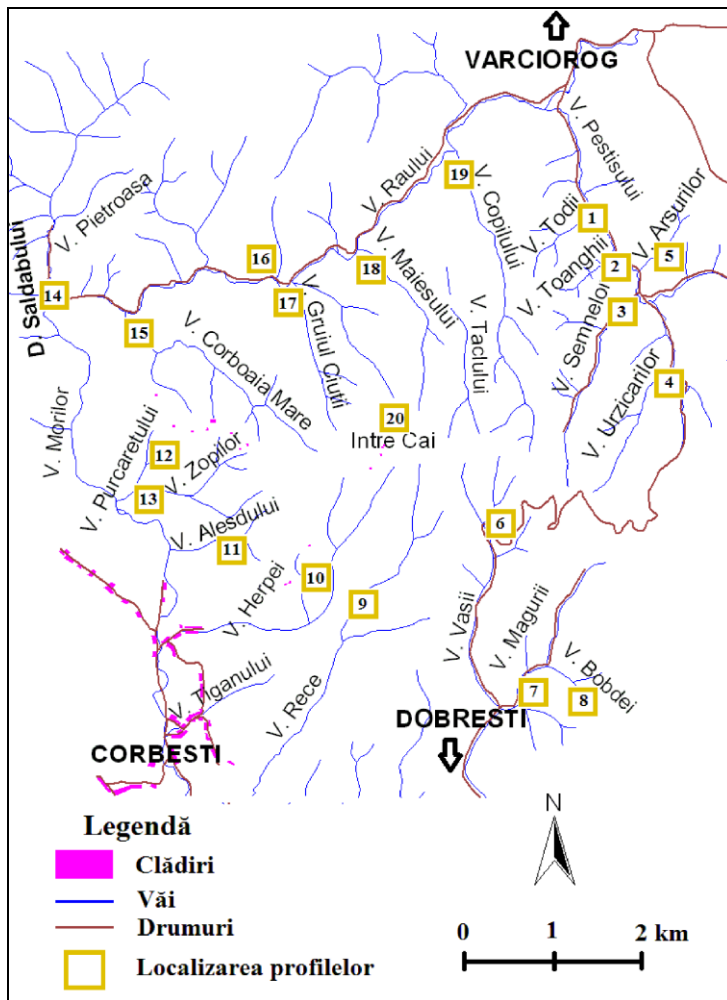 VARCIOROG
V. Pestisului
19
V. Raului
V. Copilului
V. Pietroasa
V. Todii
1
V. Arsurilor
D. Saldabului
16
18
V. Maiesului
V. Toanghii
2
5
14
17
V. Gruiul Ciutii
V. Taclului
V. Semnelor
3
15
V. Corboaia Mare
4
V. Urzicarilor
V. Morilor
20
Intre Cai
V. Purcaretului
12
V. Zopilor
13
6
V. Alesdului
11
10
V. Herpei
9
V. Vasii
V. Magurii
V. Bobdei
V. Tiganului
V. Rece
7
8
DOBRESTI
CORBESTI
N
Legendă
Clădiri
Văi
Drumuri
Localizarea profilelor
0 1 2 km